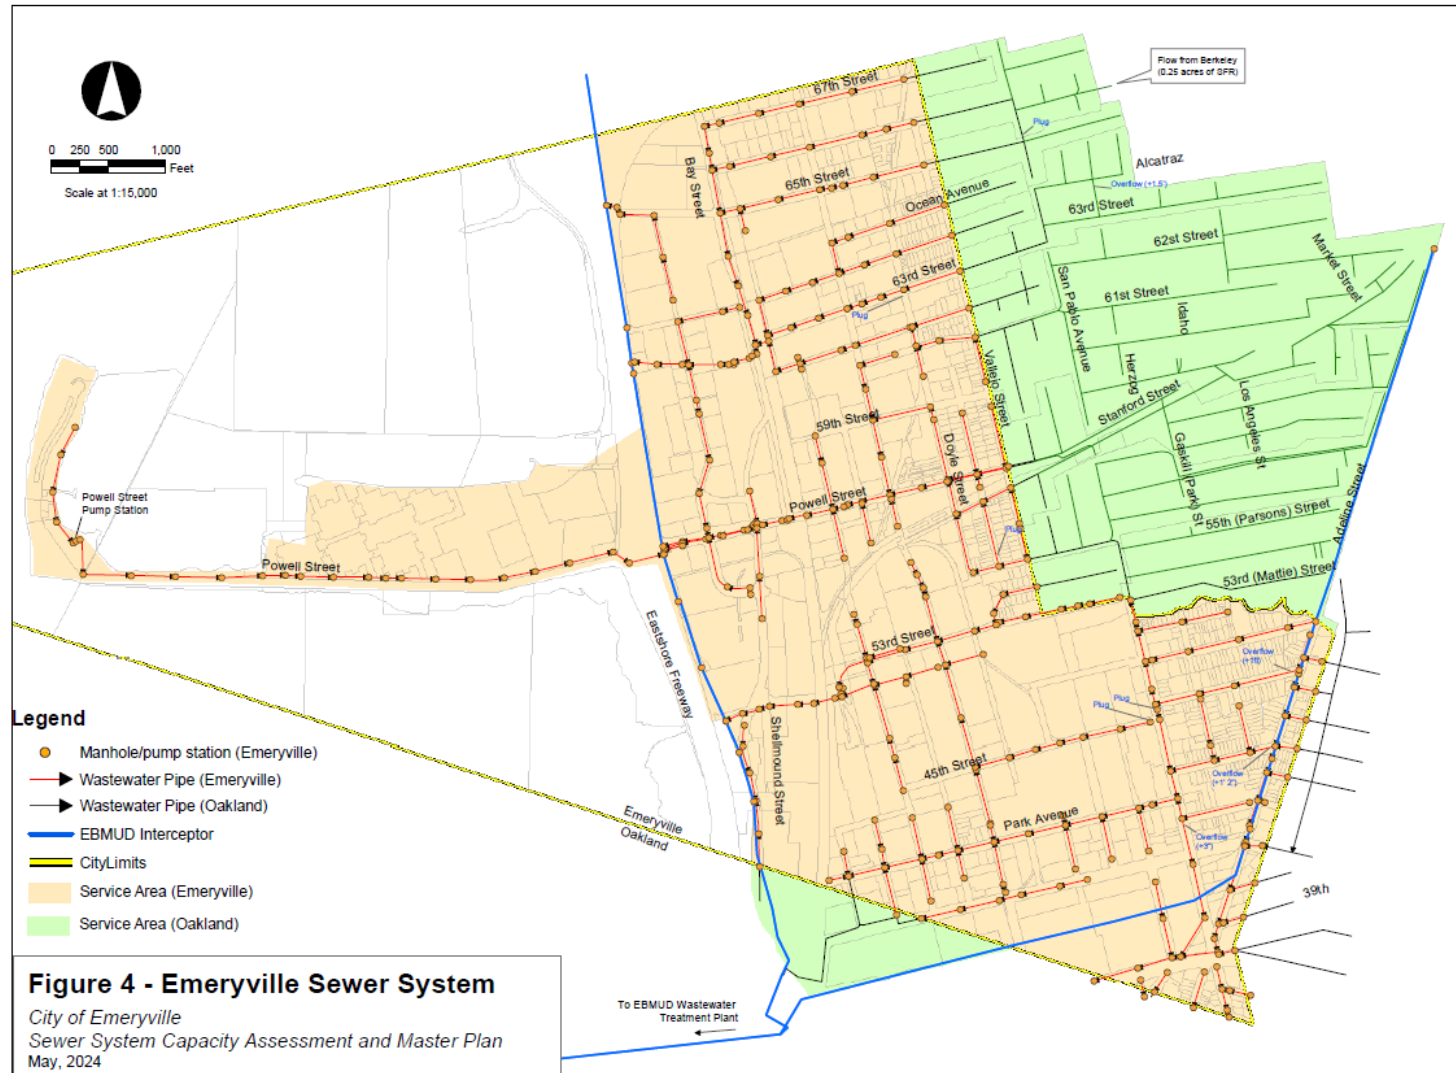 Flow from Berkeley
(0.25 acres of SFR)
0 250 500 1,000
Feet
Scale at 1:15,000
67th Street
Plug
Bay Street
Alcatraz
65th Street
Overflow (+1.5')
Ocean Avenue
63rd Street
62st Street
Market Street
63rd Street
San Pablo Avenue
61st Street
Idaho
Plug
Vallejo Street
Herzog
Stanford Street
Los Angeles St
59th Street
Doyle Street
Gaskill (Park) St
Powell Street
Pump Station
Powell Street
55th (Parsons) Street
Adeline Street
Plug
Powell Street
53rd (Mattie) Street
Eastshore Freeway
53rd Street
Overflow
Plug
Plug
Legend
Shellmound Street
Manhole/pump station (Emeryville)
45th Street
Overflow
(+1' 2")
Wastewater Pipe (Emeryville)
Wastewater Pipe (Oakland)
Emeryville
Oakland
Park Avenue
EBMUD Interceptor
Overflow
(+3")
CityLimits
Service Area (Emeryville)
39th
Service Area (Oakland)
Figure 4 - Emeryville Sewer System
City of Emeryville
Sewer System Capacity Assessment and Master Plan
May, 2024
To EBMUD Wastewater
Treatment Plant